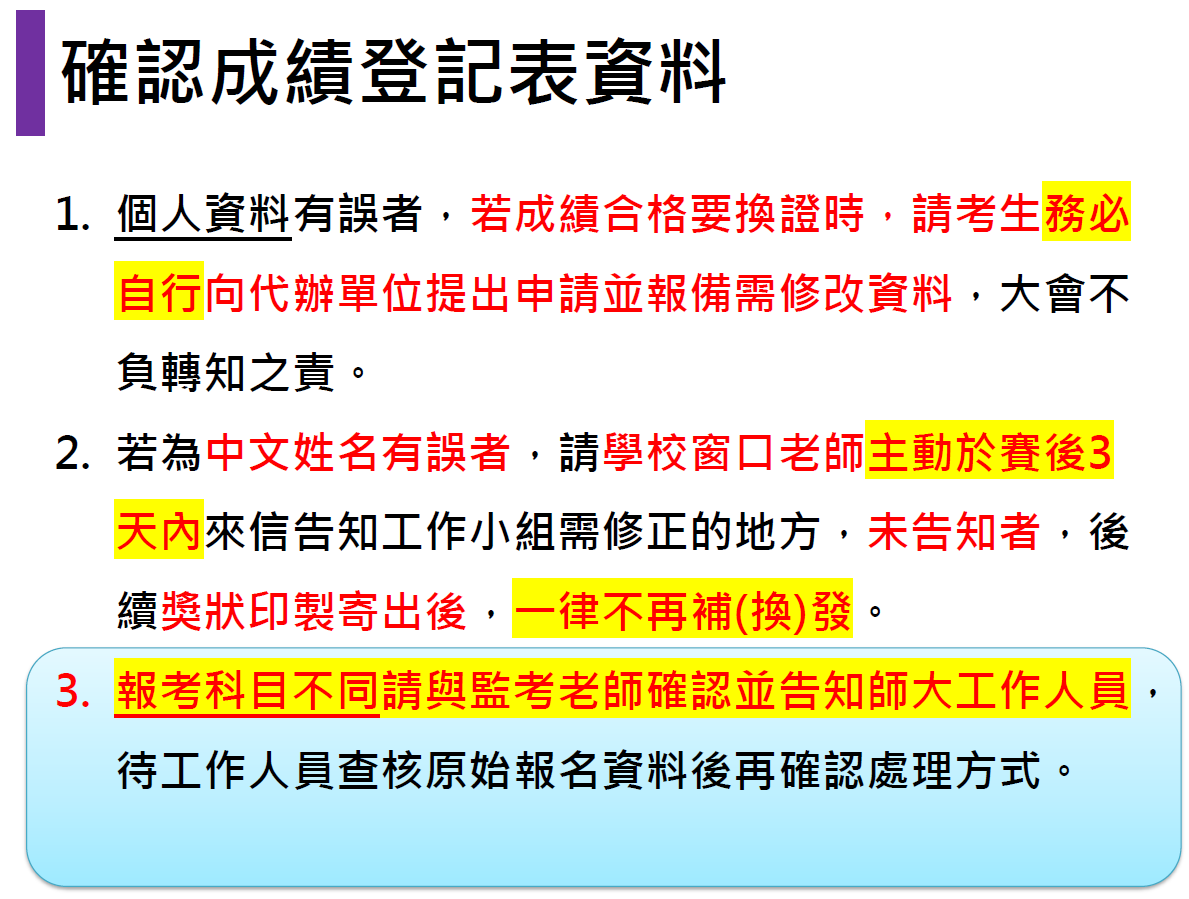 確認成績登記表資料
1. 個人資料有誤者，若成績合格要換證時，請考生務必
自行向代辦單位提出申請並報備需修改資料，大會不
負轉知之責。
2. 若為中文姓名有誤者，請學校窗口老師主動於賽後3
天內來信告知工作小組需修正的地方，未告知者，後
續獎狀印製寄出後，一律不再補(換)發。
3. 報考科目不同請與監考老師確認並告知師大工作人員，
待工作人員查核原始報名資料後再確認處理方式。